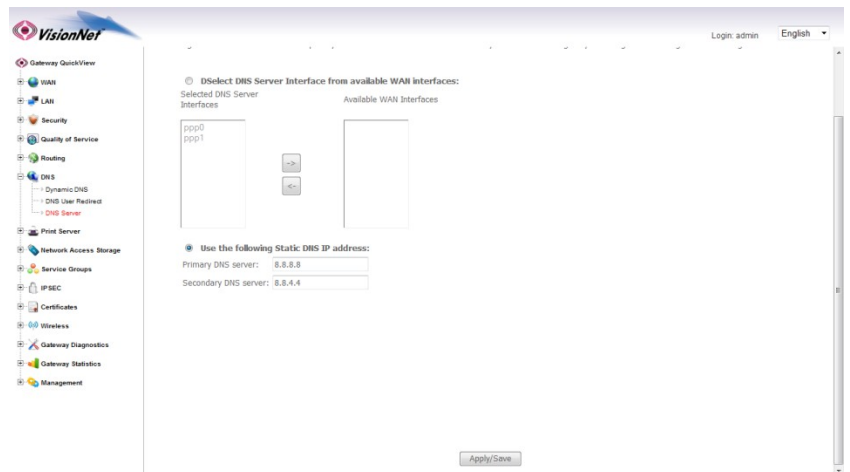 VisionNet
Login: admin
English
Gateway QuickView
WAN
LAN
Security
Quality of Service
Routing
DNS
Dynamic DNS
DNS User Redirect
DNS Server
Print Server
Network Access Storage
Service Groups
IPSEC
Certificates
Wireless
Gateway Diagnostics
Gateway Statistics
Management
DSelect DNS Server Interface from available WAN interfaces:
Selected DNS Server
Interfaces
Available WAN Interfaces
ppp0
ppp1
->
<-
Use the following Static DNS IP address:
Primary DNS server: 8.8.8.8
Secondary DNS server: 8.8.4.4
Apply/Save